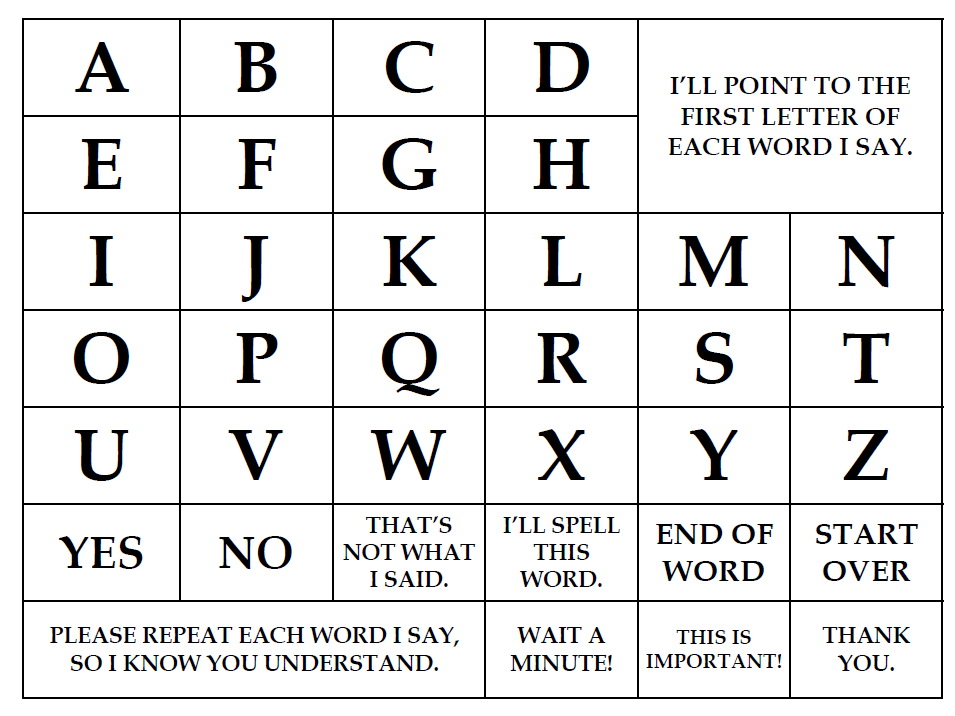 A B C D
I’LL POINT TO THE
FIRST LETTER OF
EACH WORD I SAY.
E F G H
I J K L M N
O P Q R S T
U V W X Y Z
YES
NO
THAT’S
NOT WHAT
I SAID.
I’LL SPELL
THIS
WORD.
END OF
WORD
START
OVER
PLEASE REPEAT EACH WORD I SAY,
SO I KNOW YOU UNDERSTAND.
WAIT A
MINUTE!
THIS IS
IMPORTANT!
THANK
YOU.